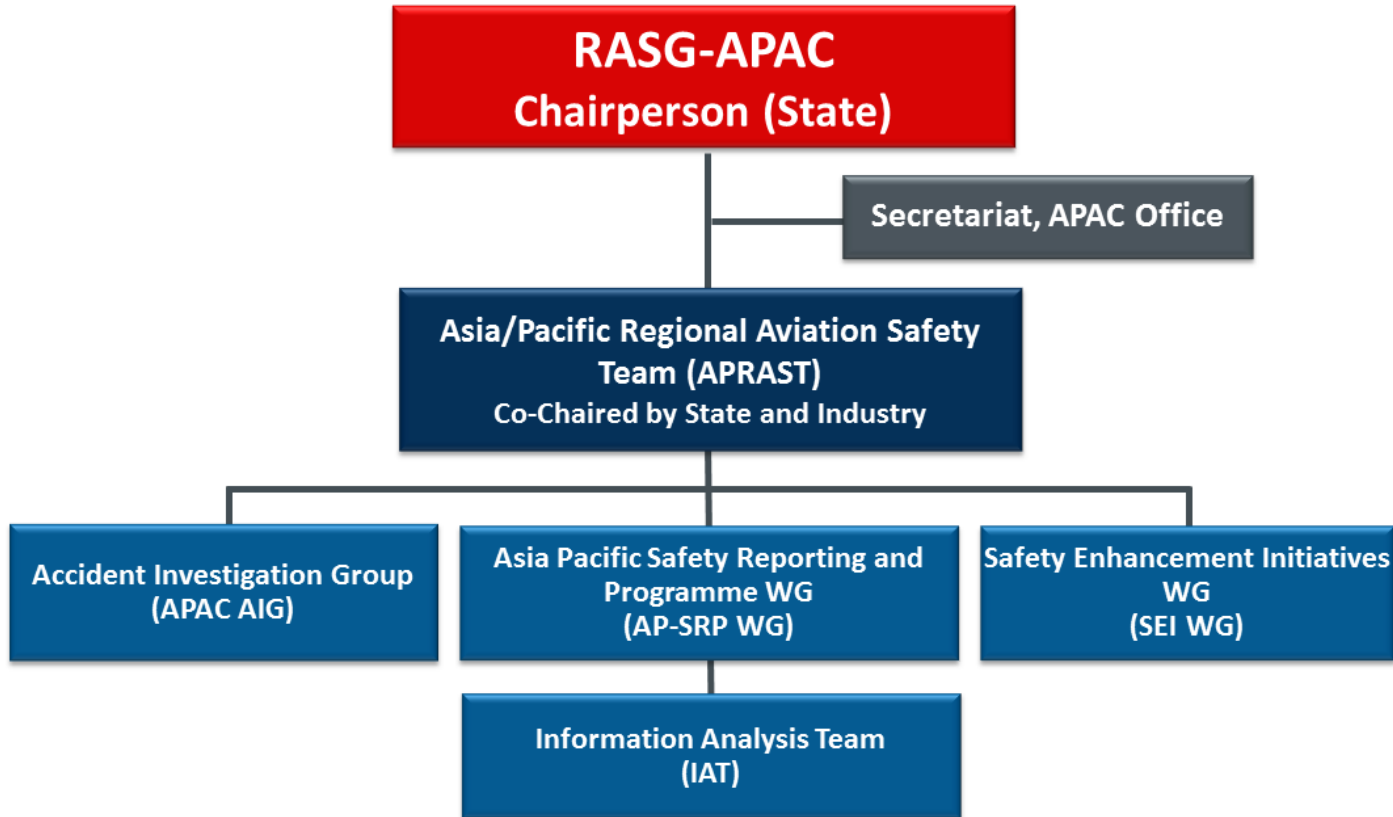 RASG-APAC
Chairperson (State)
Secretariat, APAC Office
Asia/Pacific Regional Aviation Safety
Team (APRAST)
Co-Chaired by State and Industry
Accident Investigation Group
(APAC AIG)
Asia Pacific Safety Reporting and
Programme WG
(AP-SRP WG)
Safety Enhancement Initiatives
WG
(SEI WG)
Information Analysis Team
(IAT)